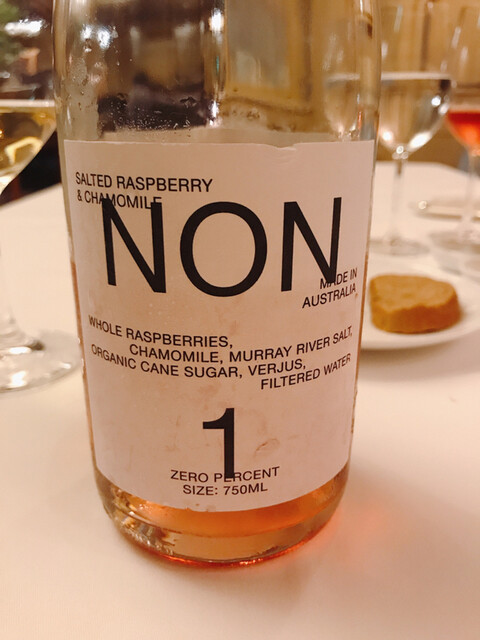 SALTED RASPBERRY
& CHAMOMILE
NON
MADE IN
AUSTRALIA
WHOLE RASPBERRIES,
CHAMOMILE, MURRAY RIVER SALT,
ORGANIC CANE SUGAR, VERJUS,
FILTERED WATER
1
ZERO PERCENT
SIZE: 750ML